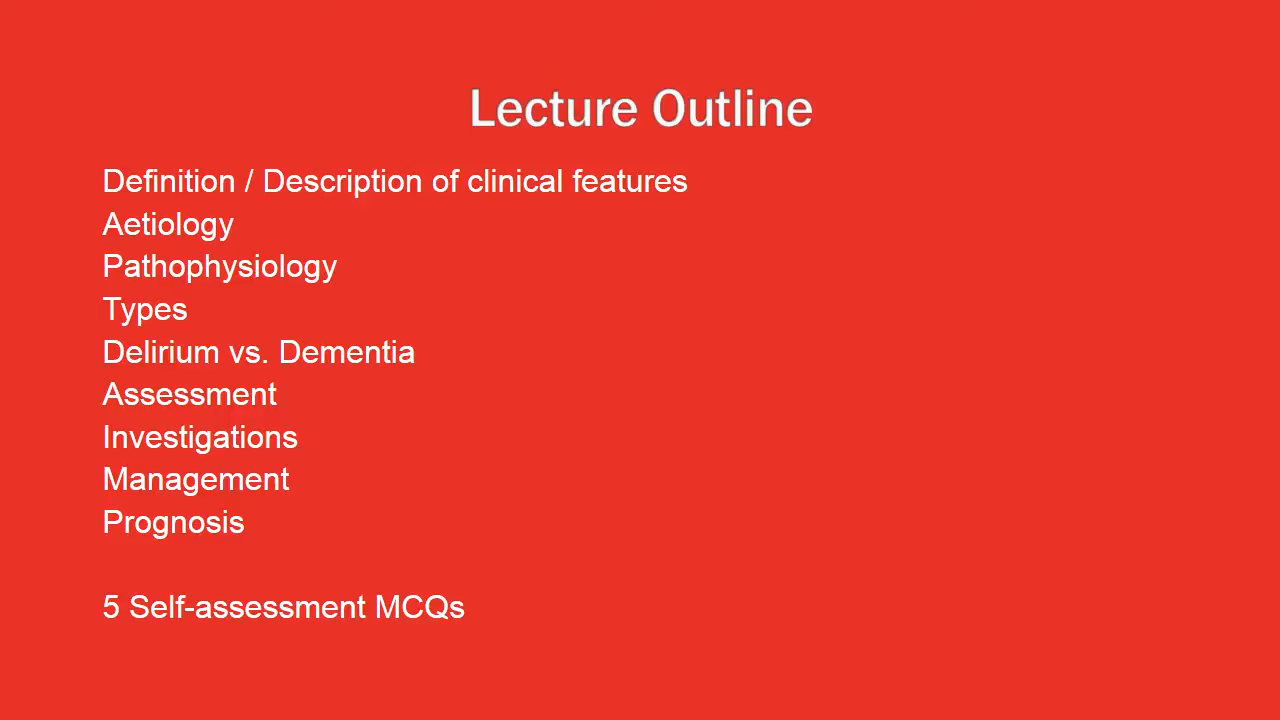 Lecture Outline
Definition / Description of clinical features
Aetiology
Pathophysiology
Types
Delirium vs. Dementia
Assessment
Investigations
Management
Prognosis
5 Self-assessment MCQs